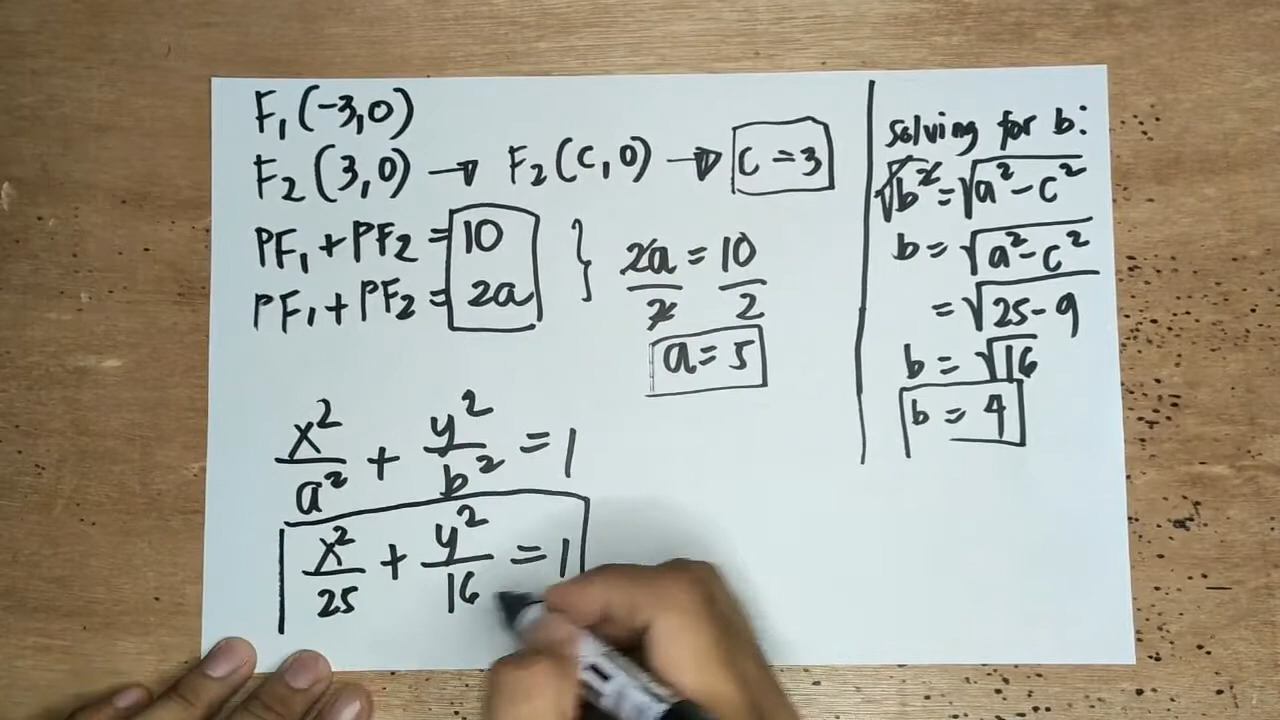 F₁(-3,0)
F₂(3,0) → F₂(c,0) → c = 3
PF₁ + PF₂ = 10
PF₁ + PF₂ = 2a
} 2a/2 = 10/2
a = 5
x²/a² + y²/b² = 1
x²/25 + y²/16 = 1
solving for b:
√b² = √a²-c²
b = √a²-c²
= √25-9
b = √16
b = 4